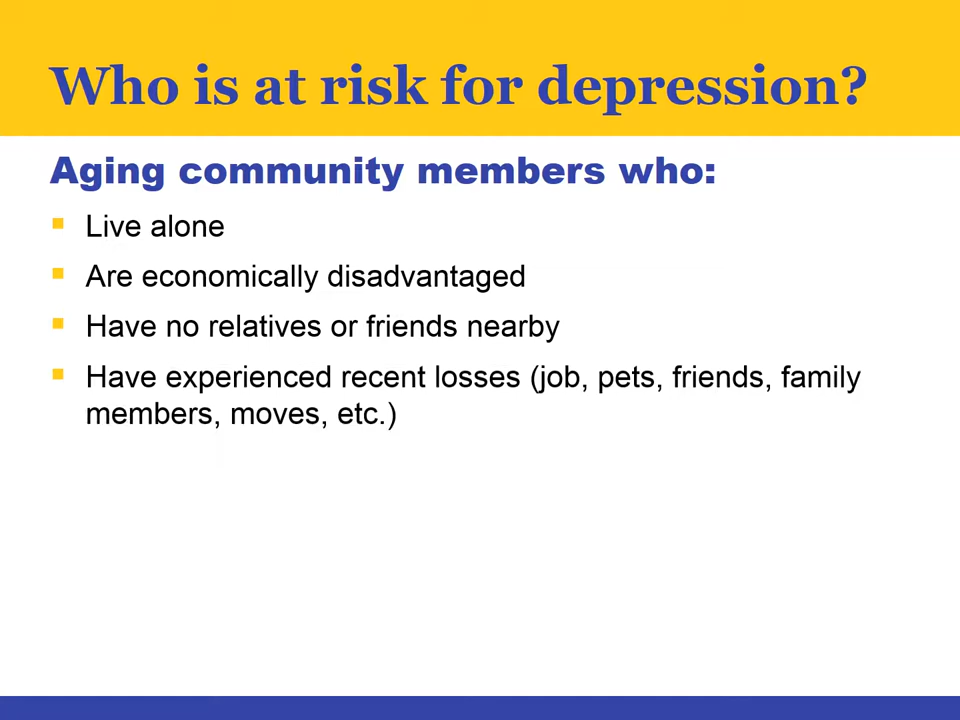 Who is at risk for depression?
Aging community members who:
Live alone
Are economically disadvantaged
Have no relatives or friends nearby
Have experienced recent losses (job, pets, friends, family
members, moves, etc.)